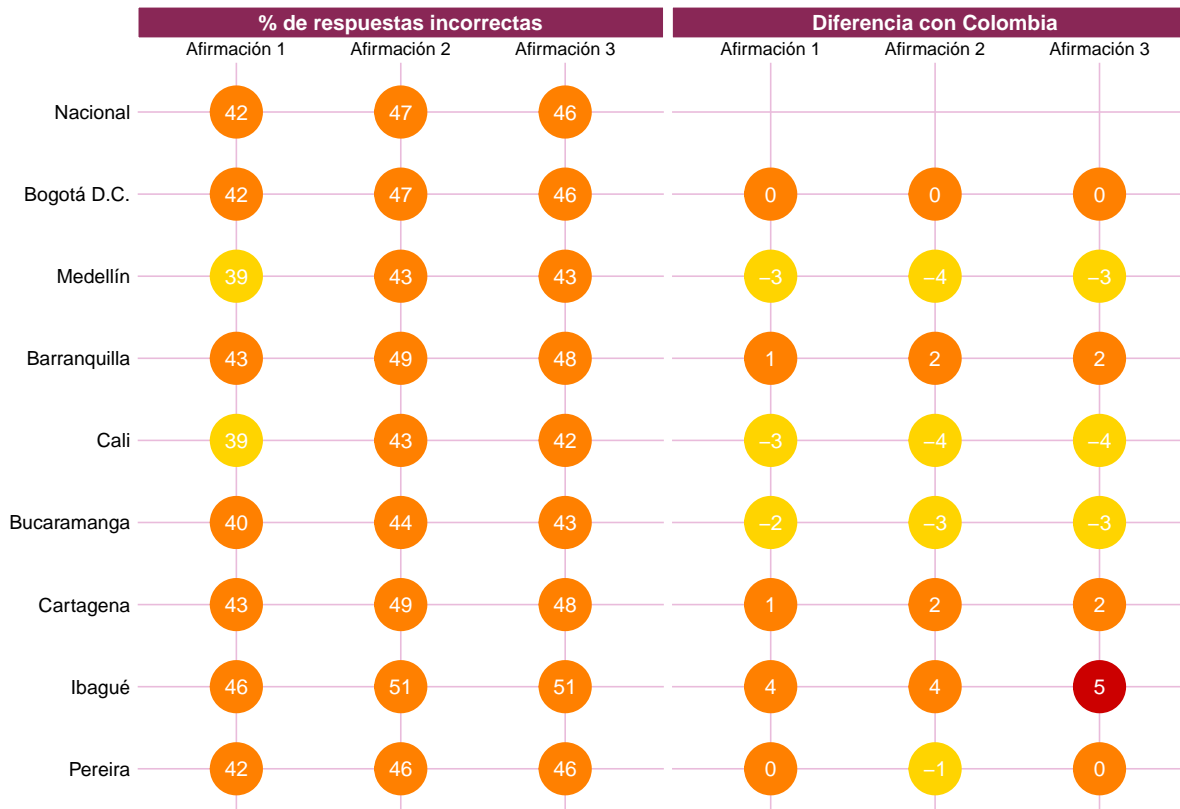 % de respuestas incorrectas Diferencia con Colombia
Afirmación 1 Afirmación 2 Afirmación 3 Afirmación 1 Afirmación 2 Afirmación 3
Nacional 42 47 46
Bogotá D.C. 42 47 46 0 0 0
Medellín 39 43 43 −3 −4 −3
Barranquilla 43 49 48 1 2 2
Cali 39 43 42 −3 −4 −4
Bucaramanga 40 44 43 −2 −3 −3
Cartagena 43 49 48 1 2 2
Ibagué 46 51 51 4 4 5
Pereira 42 46 46 0 −1 0